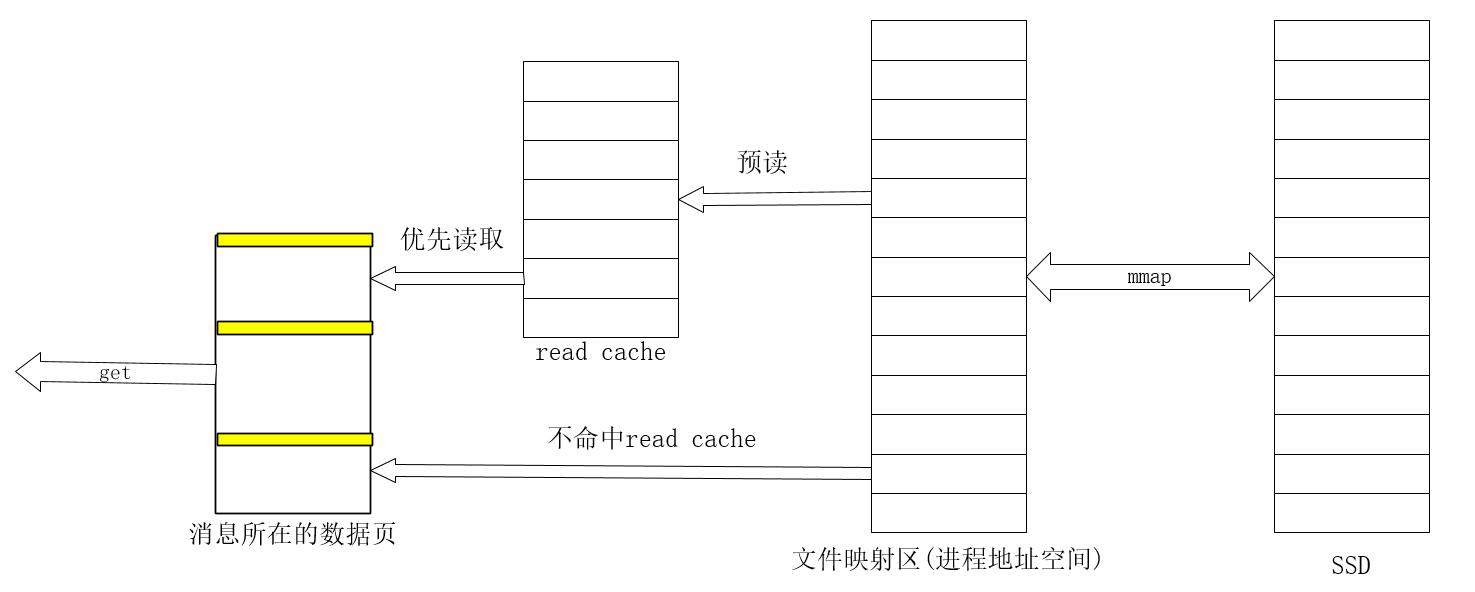 预读
优先读取
mmap
read cache
get
不命中read cache
消息所在的数据页
文件映射区(进程地址空间)
SSD